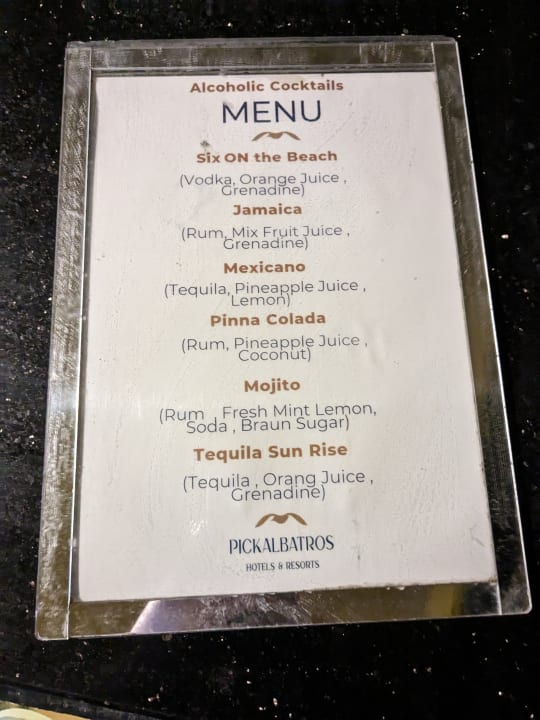 Alcoholic Cocktails
MENU
Six ON the Beach
(Vodka, Orange Juice ,
Grenadine)
Jamaica
(Rum, Mix Fruit Juice ,
Grenadine)
Mexicano
(Tequila, Pineapple Juice ,
Lemon)
Pinna Colada
(Rum, Pineapple Juice ,
Coconut)
Mojito
(Rum , Fresh Mint Lemon,
Soda , Braun Sugar)
Tequila Sun Rise
(Tequila , Orang Juice ,
Grenadine)
PICKALBATROS
HOTELS & RESORTS